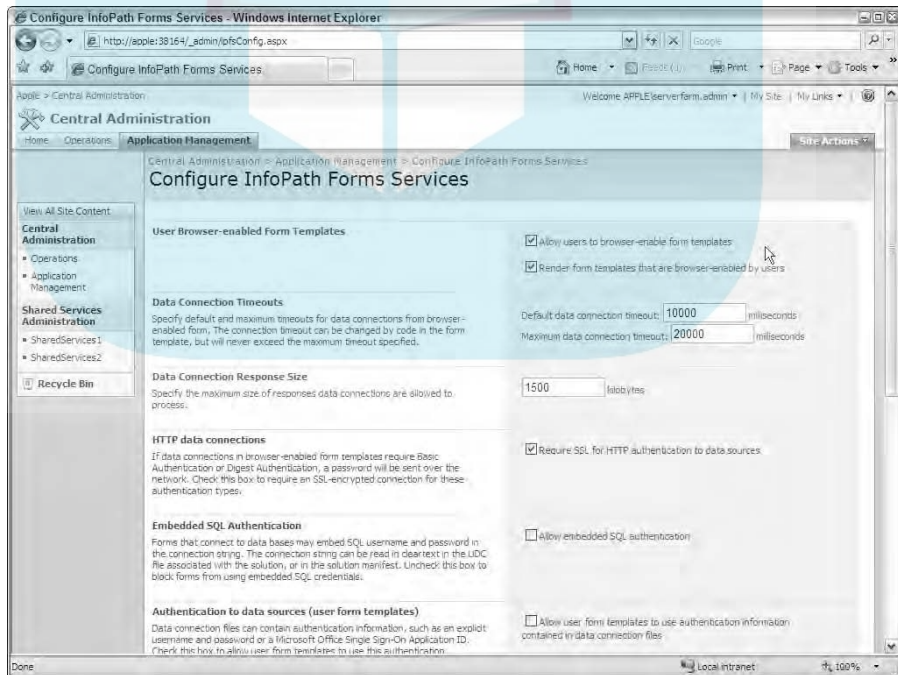 Configure InfoPath Forms Services - Windows Internet Explorer
http://apple:38164/_admin/ipfsConfig.aspx
Google
Configure InfoPath Forms Services
Home
Print
Page
Tools
Apple > Central Administration
Welcome APPLE\serverfarm.admin | My Site | My Links
Central Administration
Home Operations Application Management
Site Actions
Central Administration > Application Management > Configure InfoPath Forms Services
Configure InfoPath Forms Services
View All Site Content
Central Administration
Operations
Application Management
Shared Services Administration
SharedServices1
SharedServices2
Recycle Bin
User Browser-enabled Form Templates
Allow users to browser-enable form templates
Render form templates that are browser-enabled by users
Data Connection Timeouts
Specify default and maximum timeouts for data connections from browser-
enabled form. The connection timeout can be changed by code in the form
template, but will never exceed the maximum timeout specified.
Default data connection timeout: 10000 milliseconds
Maximum data connection timeout: 20000 milliseconds
Data Connection Response Size
Specify the maximum size of responses data connections are allowed to
process.
1500 kilobytes
HTTP data connections
If data connections in browser-enabled form templates require Basic
Authentication or Digest Authentication, a password will be sent over the
network. Check this box to require an SSL-encrypted connection for these
authentication types.
Require SSL for HTTP authentication to data sources
Embedded SQL Authentication
Forms that connect to data bases may embed SQL username and password in
the connection string. The connection string can be read in cleartext in the UDC
file associated with the solution, or in the solution manifest. Uncheck this box to
block forms from using embedded SQL credentials.
Allow embedded SQL authentication
Authentication to data sources (user form templates)
Data connection files can contain authentication information, such as an explicit
username and password or a Microsoft Office Single Sign-On Application ID.
Check this box to allow user form templates to use this authentication
Allow user form templates to use authentication information
contained in data connection files
Done
Local intranet
100%